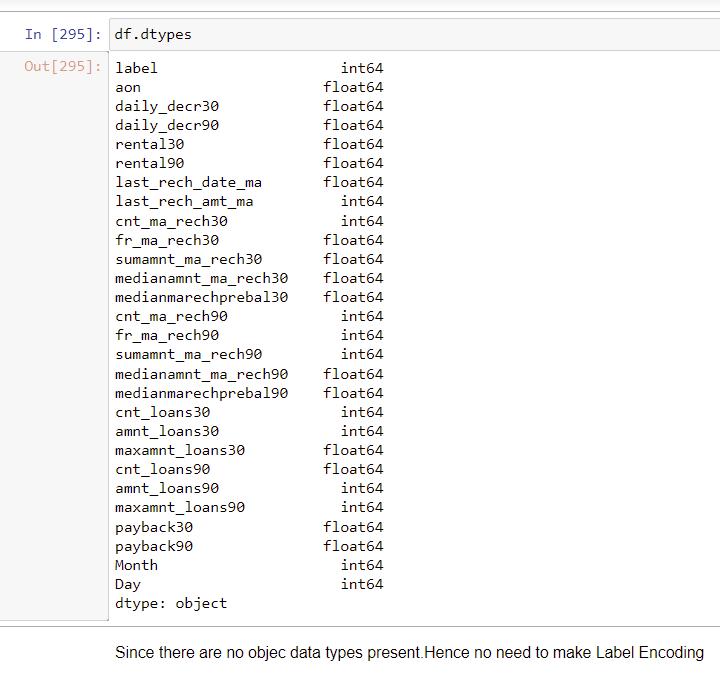 In [295]: df.dtypes
Out[295]:
label int64
aon float64
daily_decr30 float64
daily_decr90 float64
rental30 float64
rental90 float64
last_rech_date_ma float64
last_rech_amt_ma int64
cnt_ma_rech30 int64
fr_ma_rech30 float64
sumamnt_ma_rech30 float64
medianamnt_ma_rech30 float64
medianmarechprebal30 float64
cnt_ma_rech90 int64
fr_ma_rech90 int64
sumamnt_ma_rech90 int64
medianamnt_ma_rech90 float64
medianmarechprebal90 float64
cnt_loans30 int64
amnt_loans30 int64
maxamnt_loans30 float64
cnt_loans90 float64
amnt_loans90 int64
maxamnt_loans90 int64
payback30 float64
payback90 float64
Month int64
Day int64
dtype: object
Since there are no objec data types present.Hence no need to make Label Encoding